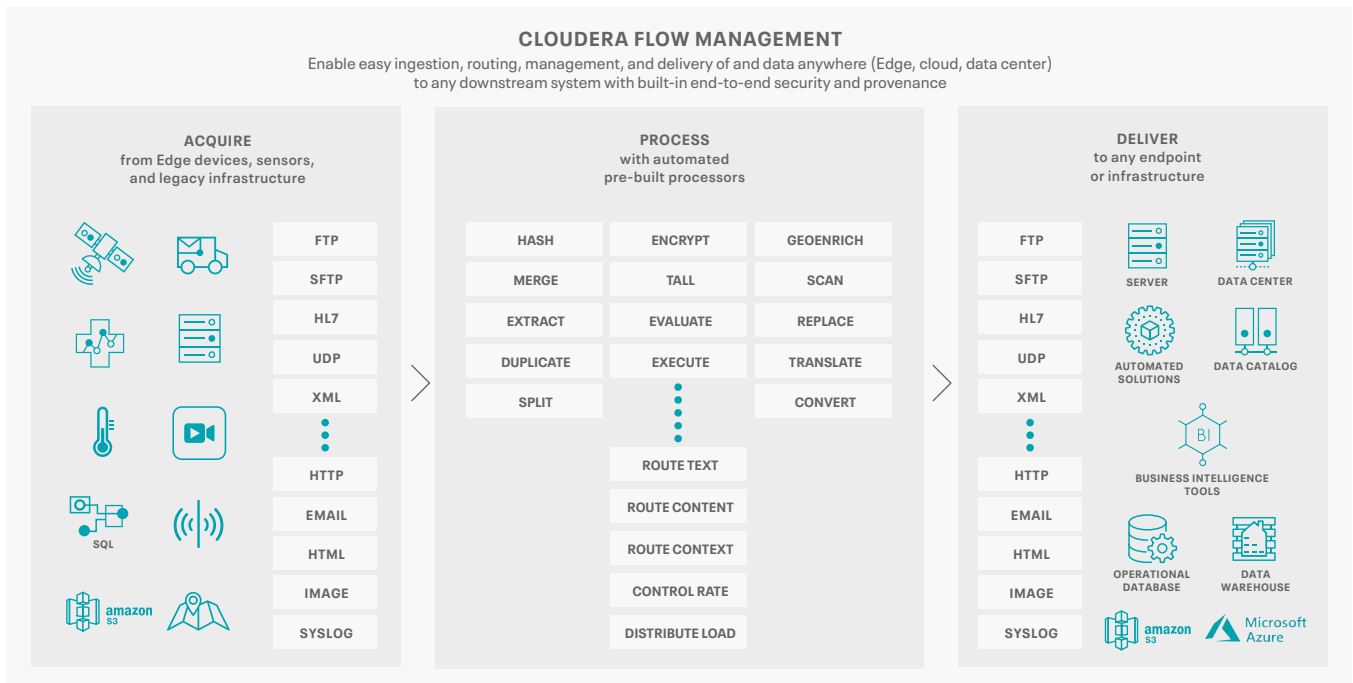 CLOUDERA FLOW MANAGEMENT
Enable easy ingestion, routing, management, and delivery of and data anywhere (Edge, cloud, data center)
to any downstream system with built-in end-to-end security and provenance
ACQUIRE
from Edge devices, sensors,
and legacy infrastructure
SQL
amazon
S3
FTP
SFTP
HL7
UDP
XML
HTTP
EMAIL
HTML
IMAGE
SYSLOG
PROCESS
with automated
pre-built processors
HASH
ENCRYPT
GEOENRICH
MERGE
TALL
SCAN
EXTRACT
EVALUATE
REPLACE
DUPLICATE
EXECUTE
TRANSLATE
SPLIT
CONVERT
ROUTE TEXT
ROUTE CONTENT
ROUTE CONTEXT
CONTROL RATE
DISTRIBUTE LOAD
DELIVER
to any endpoint
or infrastructure
FTP
SFTP
HL7
UDP
XML
HTTP
EMAIL
HTML
IMAGE
SYSLOG
SERVER
DATA CENTER
AUTOMATED
SOLUTIONS
DATA CATALOG
BI
BUSINESS INTELLIGENCE
TOOLS
OPERATIONAL
DATABASE
DATA
WAREHOUSE
amazon
S3
Microsoft
Azure